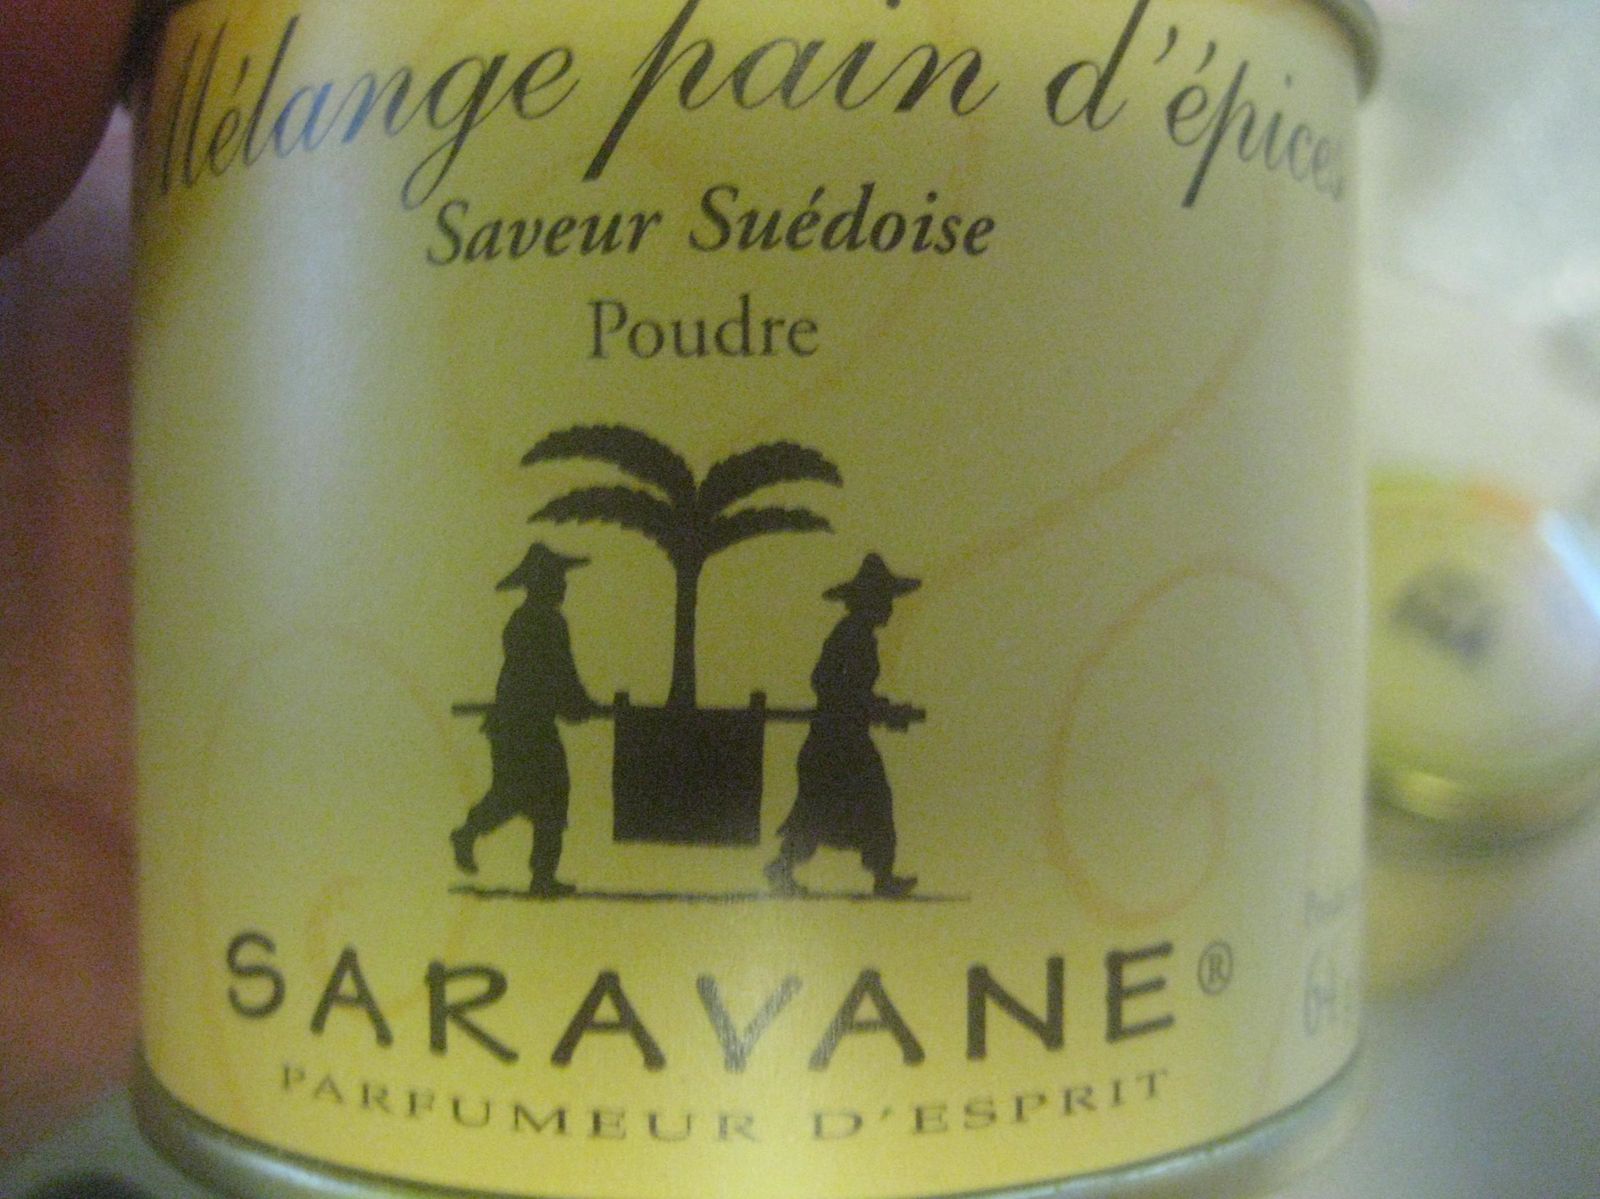 Mélange pain d'épices
Saveur Suédoise
Poudre
SARAVANE®
PARFUMEUR D'ESPRIT